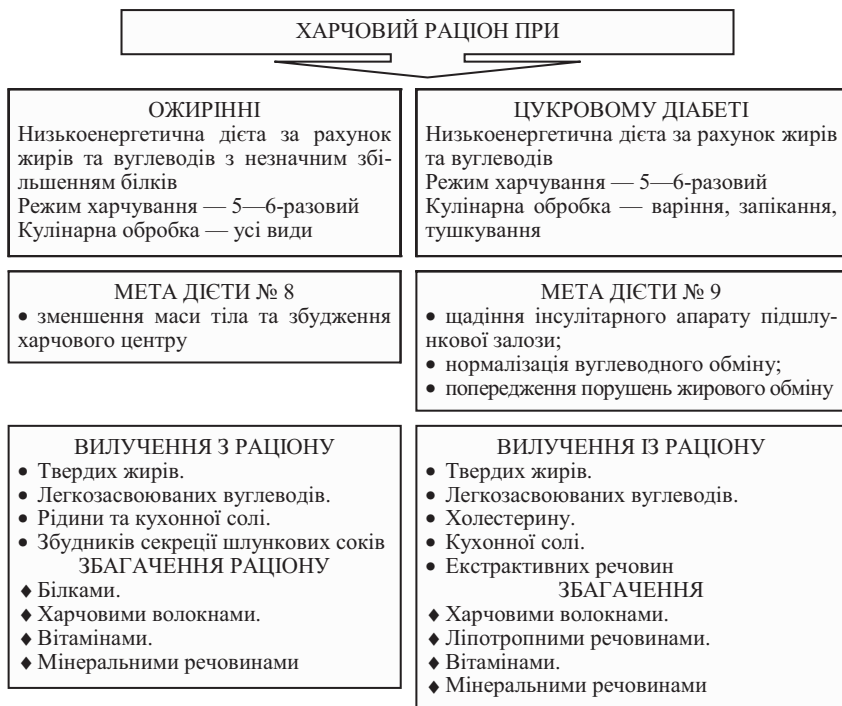 ХАРЧОВИЙ РАЦІОН ПРИ
ОЖИРІННІ
Низькоенергетична дієта за рахунок
жирів та вуглеводів з незначним збі-
льшенням білків
Режим харчування — 5—6-разовий
Кулінарна обробка — усі види
МЕТА ДІЄТИ № 8
• зменшення маси тіла та збудження
харчового центру
ВИЛУЧЕННЯ З РАЦІОНУ
• Твердих жирів.
• Легкозасвоюваних вуглеводів.
• Рідини та кухонної солі.
• Збудників секреції шлункових соків
ЗБАГАЧЕННЯ РАЦІОНУ
♦ Білками.
♦ Харчовими волокнами.
♦ Вітамінами.
♦ Мінеральними речовинами
ЦУКРОВОМУ ДІАБЕТІ
Низькоенергетична дієта за рахунок жирів
та вуглеводів
Режим харчування — 5—6-разовий
Кулінарна обробка — варіння, запікання,
тушкування
МЕТА ДІЄТИ № 9
• щадіння інсулітарного апарату підшлу-
нкової залози;
• нормалізація вуглеводного обміну;
• попередження порушень жирового обміну
ВИЛУЧЕННЯ ІЗ РАЦІОНУ
• Твердих жирів.
• Легкозасвоюваних вуглеводів.
• Холестерину.
• Кухонної солі.
• Екстрактивних речовин
ЗБАГАЧЕННЯ
♦ Харчовими волокнами.
♦ Ліпотропними речовинами.
♦ Вітамінами.
♦ Мінеральними речовинами